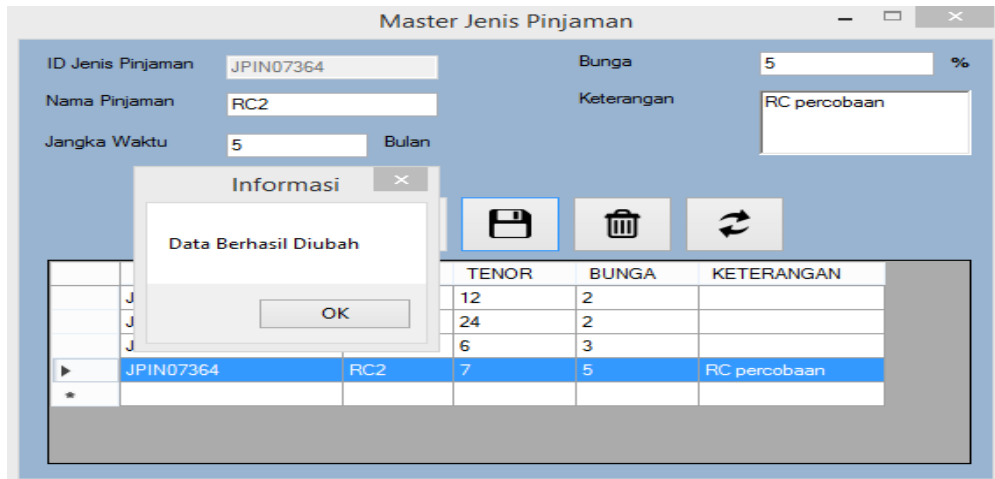 Master Jenis Pinjaman
ID Jenis Pinjaman JPIN07364 Bunga 5 %
Nama Pinjaman RC2 Keterangan RC percobaan
Jangka Waktu 5 Bulan
Informasi
Data Berhasil Diubah
OK
TENOR BUNGA KETERANGAN
J 12 2
J 24 2
J 6 3
JPIN07364 RC2 7 5 RC percobaan